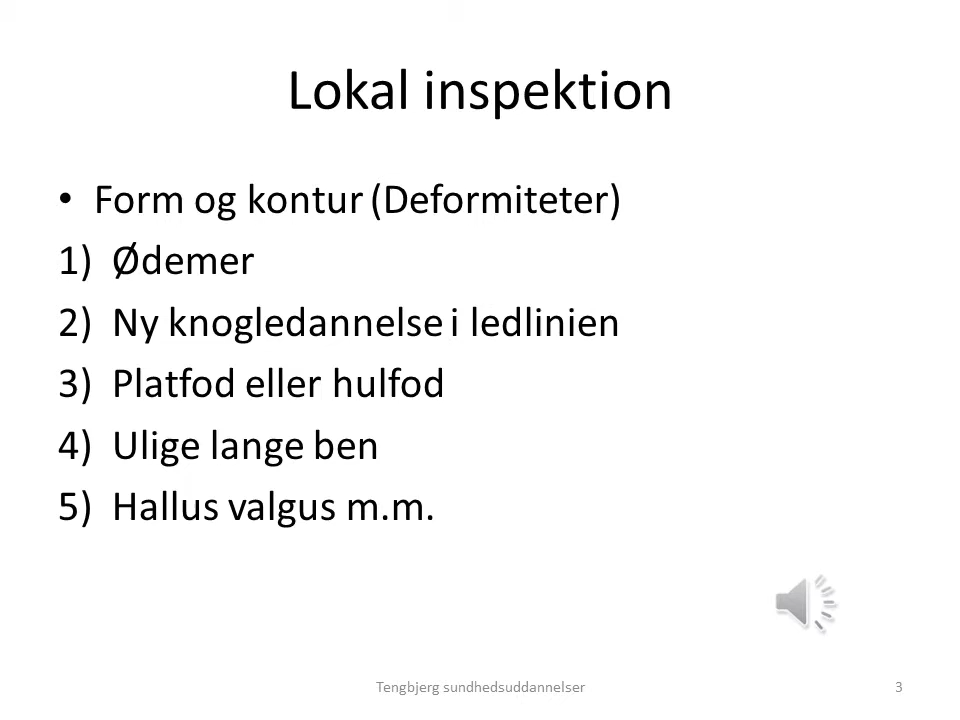 Lokal inspektion
• Form og kontur (Deformiteter)
1) Ødemer
2) Ny knogledannelse i ledlinien
3) Platfod eller hulfod
4) Ulige lange ben
5) Hallus valgus m.m.
Tengbjerg sundhedsuddannelser
3